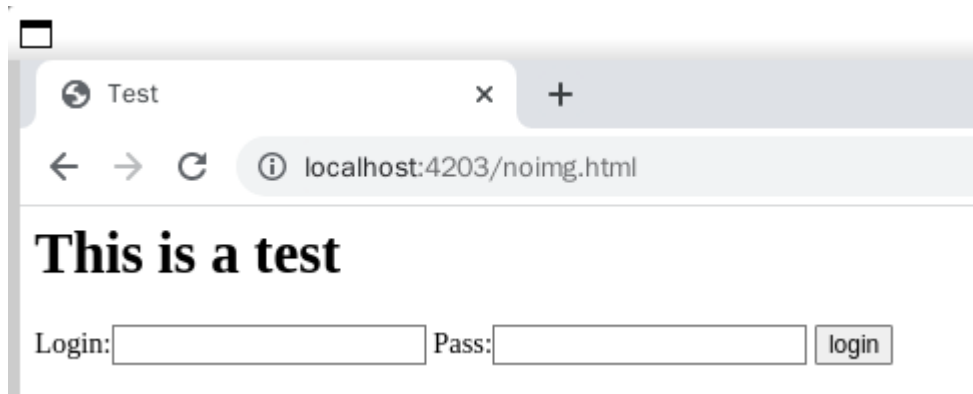 Test
localhost:4203/noimg.html
This is a test
Login: Pass: login